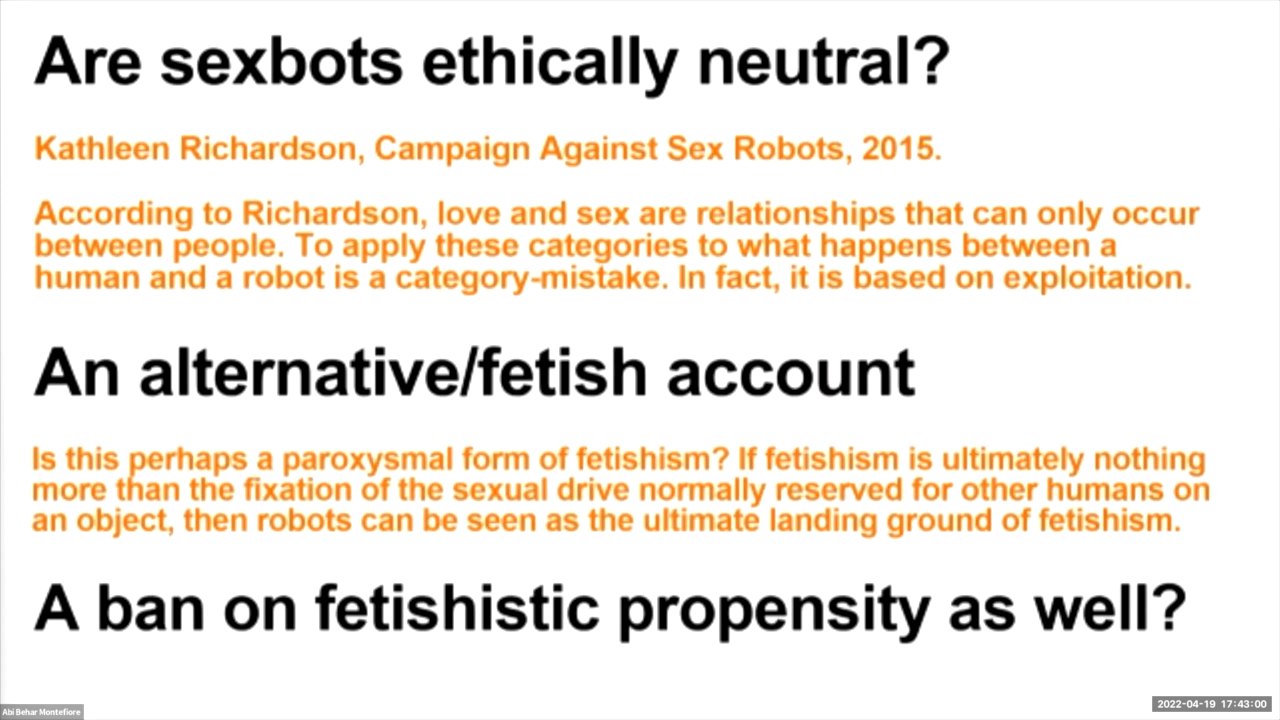 Are sexbots ethically neutral?
Kathleen Richardson, Campaign Against Sex Robots, 2015.
According to Richardson, love and sex are relationships that can only occur
between people. To apply these categories to what happens between a
human and a robot is a category-mistake. In fact, it is based on exploitation.
An alternative/fetish account
Is this perhaps a paroxysmal form of fetishism? If fetishism is ultimately nothing
more than the fixation of the sexual drive normally reserved for other humans on
an object, then robots can be seen as the ultimate landing ground of fetishism.
A ban on fetishistic propensity as well?
Abi Behar Montefiore
2022-04-19 17:43:00